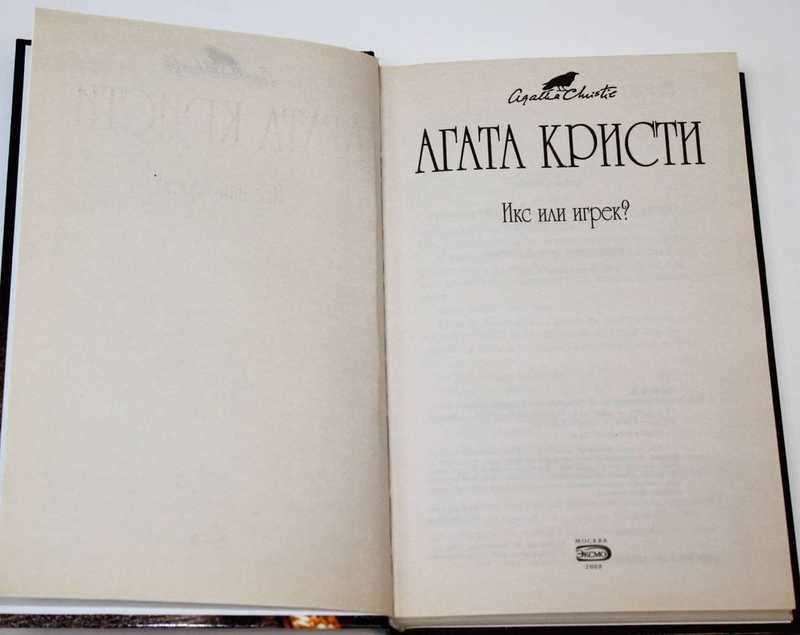 Agatha Christie
АГАТА КРИСТИ
Икс или игрек?
МОСКВА
ЭКСМО
2008